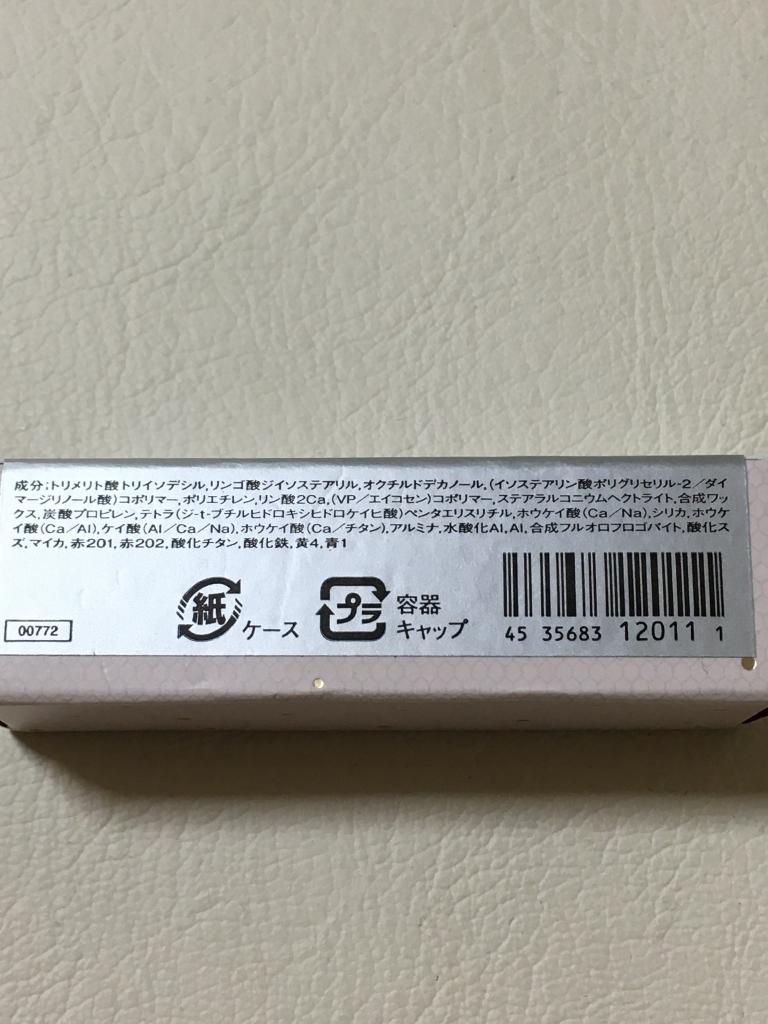 成分:トリメリト酸トリイソデシル,リンゴ酸ジイソステアリル,オクチルドデカノール,(イソステアリン酸ポリグリセリル-2/ダイ
マージリノール酸)コポリマー,ポリエチレン,リン酸2Ca,(VP/エイコセン)コポリマー,ステアラルコニウムヘクトライト,合成ワッ
クス,炭酸プロピレン,テトラ(ジ-t-ブチルヒドロキシヒドロケイヒ酸)ペンタエリスリチル,ホウケイ酸(Ca/Na),シリカ,ホウケ
イ酸(Ca/Al),ケイ酸(Al/Ca/Na),ホウケイ酸(Ca/チタン),アルミナ,水酸化Al,Al,合成フルオロフロゴパイト,酸化ス
ズ,マイカ,赤201,赤202,酸化チタン,酸化鉄,黄4,青1
00772
紙
ケース
プラ
容器
キャップ
45 35683 12011 1